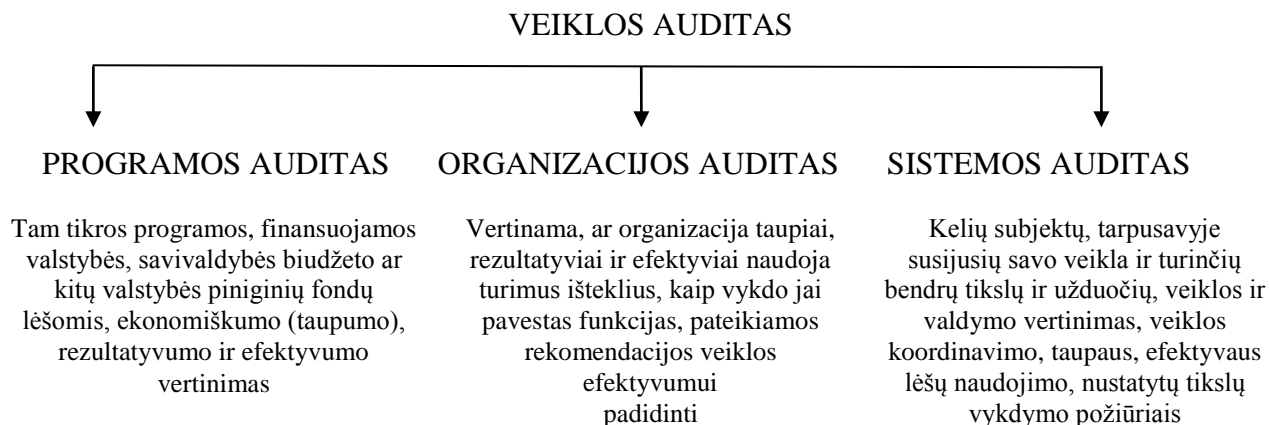 VEIKLOS AUDITAS
PROGRAMOS AUDITAS
Tam tikros programos, finansuojamos
valstybės, savivaldybės biudžeto ar
kitų valstybės piniginių fondų
lėšomis, ekonomiškumo (taupumo),
rezultatyvumo ir efektyvumo
vertinimas
ORGANIZACIJOS AUDITAS
Vertinama, ar organizacija taupiai,
rezultatyviai ir efektyviai naudoja
turimus išteklius, kaip vykdo jai
pavestas funkcijas, pateikiamos
rekomendacijos veiklos
efektyvumui
padidinti
SISTEMOS AUDITAS
Kelių subjektų, tarpusavyje
susijusių savo veikla ir turinčių
bendrų tikslų ir užduočių, veiklos ir
valdymo vertinimas, veiklos
koordinavimo, taupaus, efektyvaus
lėšų naudojimo, nustatytų tikslų
vykdymo požiūriais